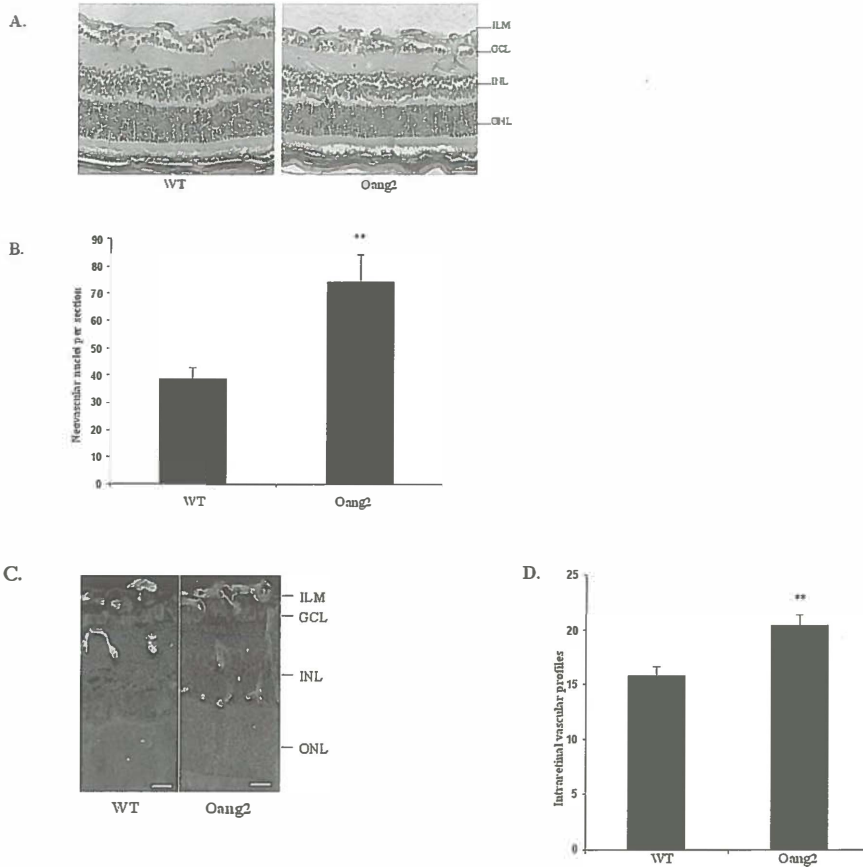 A.
ILM
GCL
INL
ONL
WT Oang2
B.
Neovascular nuclei per section
90
80
70
60
50
40
30
20
10
0
**
WT Oang2
C.
ILM
GCL
INL
ONL
WT Oang2
D.
Intraretinal vascular profiles
25
20
15
10
5
0
**
WT Oang2